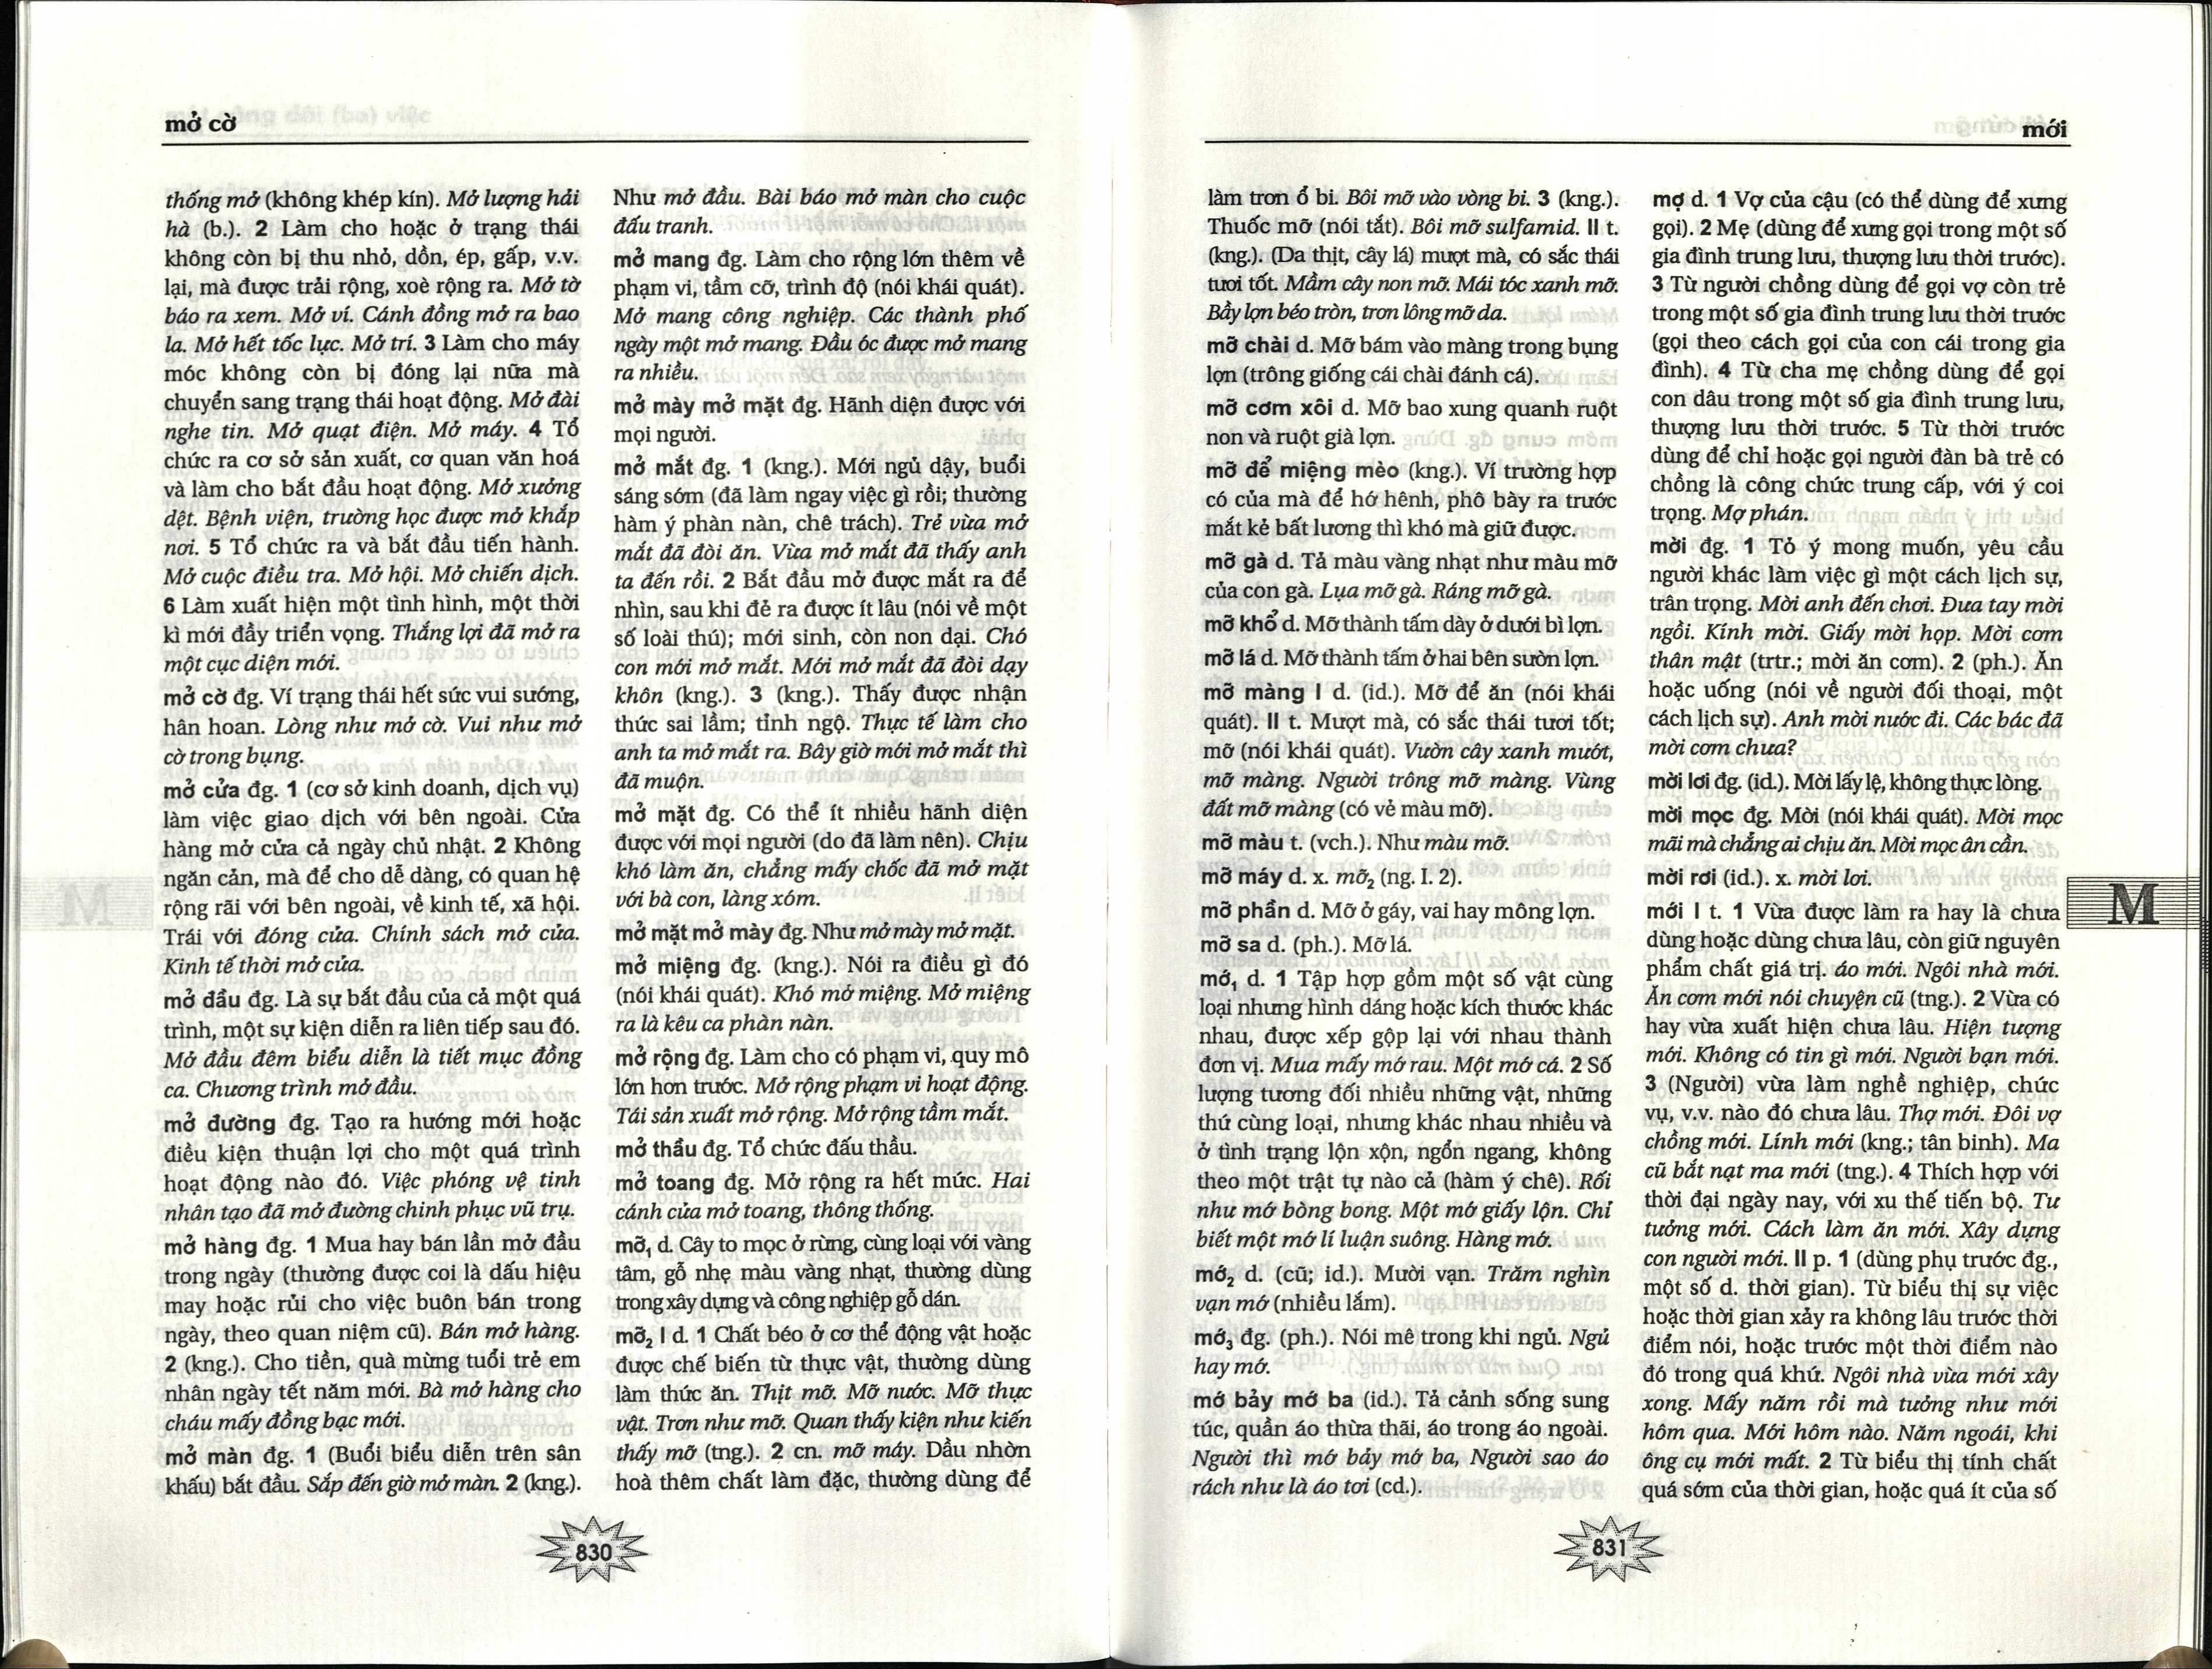 mở cờ
thống mở (không khép kín). Mở lượng hải
hà (b.). 2 Làm cho hoặc ở trạng thái
không còn bị thu nhỏ, dồn, ép, gấp, v.v.
lại, mà được trải rộng, xoè rộng ra. Mở tờ
báo ra xem. Mở ví. Cánh đồng mở ra bao
la. Mở hết tốc lực. Mở trí. 3 Làm cho máy
móc không còn bị đóng lại nữa mà
chuyển sang trạng thái hoạt động. Mở đài
nghe tin. Mở quạt điện. Mở máy. 4 Tổ
chức ra cơ sở sản xuất, cơ quan văn hoá
và làm cho bắt đầu hoạt động. Mở xưởng
dệt. Bệnh viện, trường học được mở khắp
nơi. 5 Tổ chức ra và bắt đầu tiến hành.
Mở cuộc điều tra. Mở hội. Mở chiến dịch.
6 Làm xuất hiện một tình hình, một thời
kì mới đầy triển vọng. Thắng lợi đã mở ra
một cục diện mới.
mở cờ đg. Ví trạng thái hết sức vui sướng,
hân hoan. Lòng như mở cờ. Vui như mở
cờ trong bụng.
mở cửa đg. 1 (cơ sở kinh doanh, dịch vụ)
làm việc giao dịch với bên ngoài. Cửa
hàng mở cửa cả ngày chủ nhật. 2 Không
ngăn cản, mà để cho dễ dàng, có quan hệ
rộng rãi với bên ngoài, về kinh tế, xã hội.
Trái với đóng cửa. Chính sách mở cửa.
Kinh tế thời mở cửa.
mở đầu đg. Là sự bắt đầu của cả một quá
trình, một sự kiện diễn ra liên tiếp sau đó.
Mở đầu đêm biểu diễn là tiết mục đồng
ca. Chương trình mở đầu.
mở đường đg. Tạo ra hướng mới hoặc
điều kiện thuận lợi cho một quá trình
hoạt động nào đó. Việc phóng vệ tinh
nhân tạo đã mở đường chinh phục vũ trụ.
mở hàng đg. 1 Mua hay bán lần mở đầu
trong ngày (thường được coi là dấu hiệu
may hoặc rủi cho việc buôn bán trong
ngày, theo quan niệm cũ). Bán mở hàng.
2 (kng.). Cho tiền, quà mừng tuổi trẻ em
nhân ngày tết năm mới. Bà mở hàng cho
cháu mấy đồng bạc mới.
mở màn đg. 1 (Buổi biểu diễn trên sân
khấu) bắt đầu. Sắp đến giờ mở màn. 2 (kng.).
Như mở đầu. Bài báo mở màn cho cuộc
đấu tranh.
mở mang đg. Làm cho rộng lớn thêm về
phạm vi, tầm cỡ, trình độ (nói khái quát).
Mở mang công nghiệp. Các thành phố
ngày một mở mang. Đầu óc được mở mang
ra nhiều.
mở mày mở mặt đg. Hãnh diện được với
mọi người.
mở mắt đg. 1 (kng.). Mới ngủ dậy, buổi
sáng sớm (đã làm ngay việc gì rồi; thường
hàm ý phàn nàn, chê trách). Trẻ vừa mở
mắt đã đòi ăn. Vừa mở mắt đã thấy anh
ta đến rồi. 2 Bắt đầu mở được mắt ra để
nhìn, sau khi đẻ ra được ít lâu (nói về một
số loài thú); mới sinh, còn non dại. Chó
con mới mở mắt. Mới mở mắt đã đòi dạy
khôn (kng.). 3 (kng.). Thấy được nhận
thức sai lầm; tỉnh ngộ. Thực tế làm cho
anh ta mở mắt ra. Bây giờ mới mở mắt thì
đã muộn.
mở mặt đg. Có thể ít nhiều hãnh diện
được với mọi người (do đã làm nên). Chịu
khó làm ăn, chẳng mấy chốc đã mở mặt
với bà con, làng xóm.
mở mặt mở mày đg. Như mở mày mở mặt.
mở miệng đg. (kng.). Nói ra điều gì đó
(nói khái quát). Khó mở miệng. Mở miệng
ra là kêu ca phàn nàn.
mở rộng đg. Làm cho có phạm vi, quy mô
lớn hơn trước. Mở rộng phạm vi hoạt động.
Tái sản xuất mở rộng. Mở rộng tầm mắt.
mở thầu đg. Tổ chức đấu thầu.
mở toang đg. Mở rộng ra hết mức. Hai
cánh cửa mở toang, thông thống.
mỡ₁ d. Cây to mọc ở rừng, cùng loại với vàng
tâm, gỗ nhẹ màu vàng nhạt, thường dùng
trong xây dựng và công nghiệp gỗ dán.
mỡ₂ I d. 1 Chất béo ở cơ thể động vật hoặc
được chế biến từ thực vật, thường dùng
làm thức ăn. Thịt mỡ. Mỡ nước. Mỡ thực
vật. Trơn như mỡ. Quan thấy kiện như kiến
thấy mỡ (tng.). 2 cn. mỡ máy. Dầu nhờn
hoà thêm chất làm đặc, thường dùng để
830
mới
làm trơn ổ bi. Bôi mỡ vào vòng bi. 3 (kng.).
Thuốc mỡ (nói tắt). Bôi mỡ sulfamid. II t.
(kng.). (Da thịt, cây lá) mượt mà, có sắc thái
tươi tốt. Mầm cây non mỡ. Mái tóc xanh mỡ.
Bầy lợn béo tròn, trơn lông mỡ da.
mỡ chài d. Mỡ bám vào màng trong bụng
lợn (trông giống cái chài đánh cá).
mỡ cơm xôi d. Mỡ bao xung quanh ruột
non và ruột già lợn.
mỡ để miệng mèo (kng.). Ví trường hợp
có của mà để hớ hênh, phô bày ra trước
mắt kẻ bất lương thì khó mà giữ được.
mỡ gà d. Tả màu vàng nhạt như màu mỡ
của con gà. Lụa mỡ gà. Ráng mỡ gà.
mỡ khổ d. Mỡ thành tấm dày ở dưới bì lợn.
mỡ lá d. Mỡ thành tấm ở hai bên sườn lợn.
mỡ màng I d. (id.). Mỡ để ăn (nói khái
quát). II t. Mượt mà, có sắc thái tươi tốt;
mỡ (nói khái quát). Vườn cây xanh mướt,
mỡ màng. Người trông mỡ màng. Vùng
đất mỡ màng (có vẻ màu mỡ).
mỡ màu t. (vch.). Như màu mỡ.
mỡ máy d. x. mỡ₂ (ng. I. 2).
mỡ phần d. Mỡ ở gáy, vai hay mông lợn.
mỡ sa d. (ph.). Mỡ lá.
mớ₁ d. 1 Tập hợp gồm một số vật cùng
loại nhưng hình dáng hoặc kích thước khác
nhau, được xếp gộp lại với nhau thành
đơn vị. Mua mấy mớ rau. Một mớ cá. 2 Số
lượng tương đối nhiều những vật, những
thứ cùng loại, nhưng khác nhau nhiều và
ở tình trạng lộn xộn, ngổn ngang, không
theo một trật tự nào cả (hàm ý chê). Rối
như mớ bòng bong. Một mớ giấy lộn. Chỉ
biết một mớ lí luận suông. Hàng mớ.
mớ₂ d. (cũ; id.). Mười vạn. Trăm nghìn
vạn mớ (nhiều lắm).
mớ₃ đg. (ph.). Nói mê trong khi ngủ. Ngủ
hay mớ.
mớ bảy mớ ba (id.). Tả cảnh sống sung
túc, quần áo thừa thãi, áo trong áo ngoài.
Người thì mớ bảy mớ ba, Người sao áo
rách như là áo tơi (cd.).
mợ d. 1 Vợ của cậu (có thể dùng để xưng
gọi). 2 Mẹ (dùng để xưng gọi trong một số
gia đình trung lưu, thượng lưu thời trước).
3 Từ người chồng dùng để gọi vợ còn trẻ
trong một số gia đình trung lưu thời trước
(gọi theo cách gọi của con cái trong gia
đình). 4 Từ cha mẹ chồng dùng để gọi
con dâu trong một số gia đình trung lưu,
thượng lưu thời trước. 5 Từ thời trước
dùng để chỉ hoặc gọi người đàn bà trẻ có
chồng là công chức trung cấp, với ý coi
trọng. Mợ phán.
mời đg. 1 Tỏ ý mong muốn, yêu cầu
người khác làm việc gì một cách lịch sự,
trân trọng. Mời anh đến chơi. Đưa tay mời
ngồi. Kính mời. Giấy mời họp. Mời cơm
thân mật (trtr.; mời ăn cơm). 2 (ph.). Ăn
hoặc uống (nói về người đối thoại, một
cách lịch sự). Anh mời nước đi. Các bác đã
mời cơm chưa?
mời lơi đg. (id.). Mời lấy lệ, không thực lòng.
mời mọc đg. Mời (nói khái quát). Mời mọc
mãi mà chẳng ai chịu ăn. Mời mọc ân cần.
mời rơi (id.). x. mời lơi.
mới I t. 1 Vừa được làm ra hay là chưa
dùng hoặc dùng chưa lâu, còn giữ nguyên
phẩm chất giá trị. áo mới. Ngôi nhà mới.
Ăn cơm mới nói chuyện cũ (tng.). 2 Vừa có
hay vừa xuất hiện chưa lâu. Hiện tượng
mới. Không có tin gì mới. Người bạn mới.
3 (Người) vừa làm nghề nghiệp, chức
vụ, v.v. nào đó chưa lâu. Thợ mới. Đôi vợ
chồng mới. Lính mới (kng.; tân binh). Ma
cũ bắt nạt ma mới (tng.). 4 Thích hợp với
thời đại ngày nay, với xu thế tiến bộ. Tư
tưởng mới. Cách làm ăn mới. Xây dựng
con người mới. II p. 1 (dùng phụ trước đg.,
một số d. thời gian). Từ biểu thị sự việc
hoặc thời gian xảy ra không lâu trước thời
điểm nói, hoặc trước một thời điểm nào
đó trong quá khứ. Ngôi nhà vừa mới xây
xong. Mấy năm rồi mà tưởng như mới
hôm qua. Mới hôm nào. Năm ngoái, khi
ông cụ mới mất. 2 Từ biểu thị tính chất
quá sớm của thời gian, hoặc quá ít của số
M
831